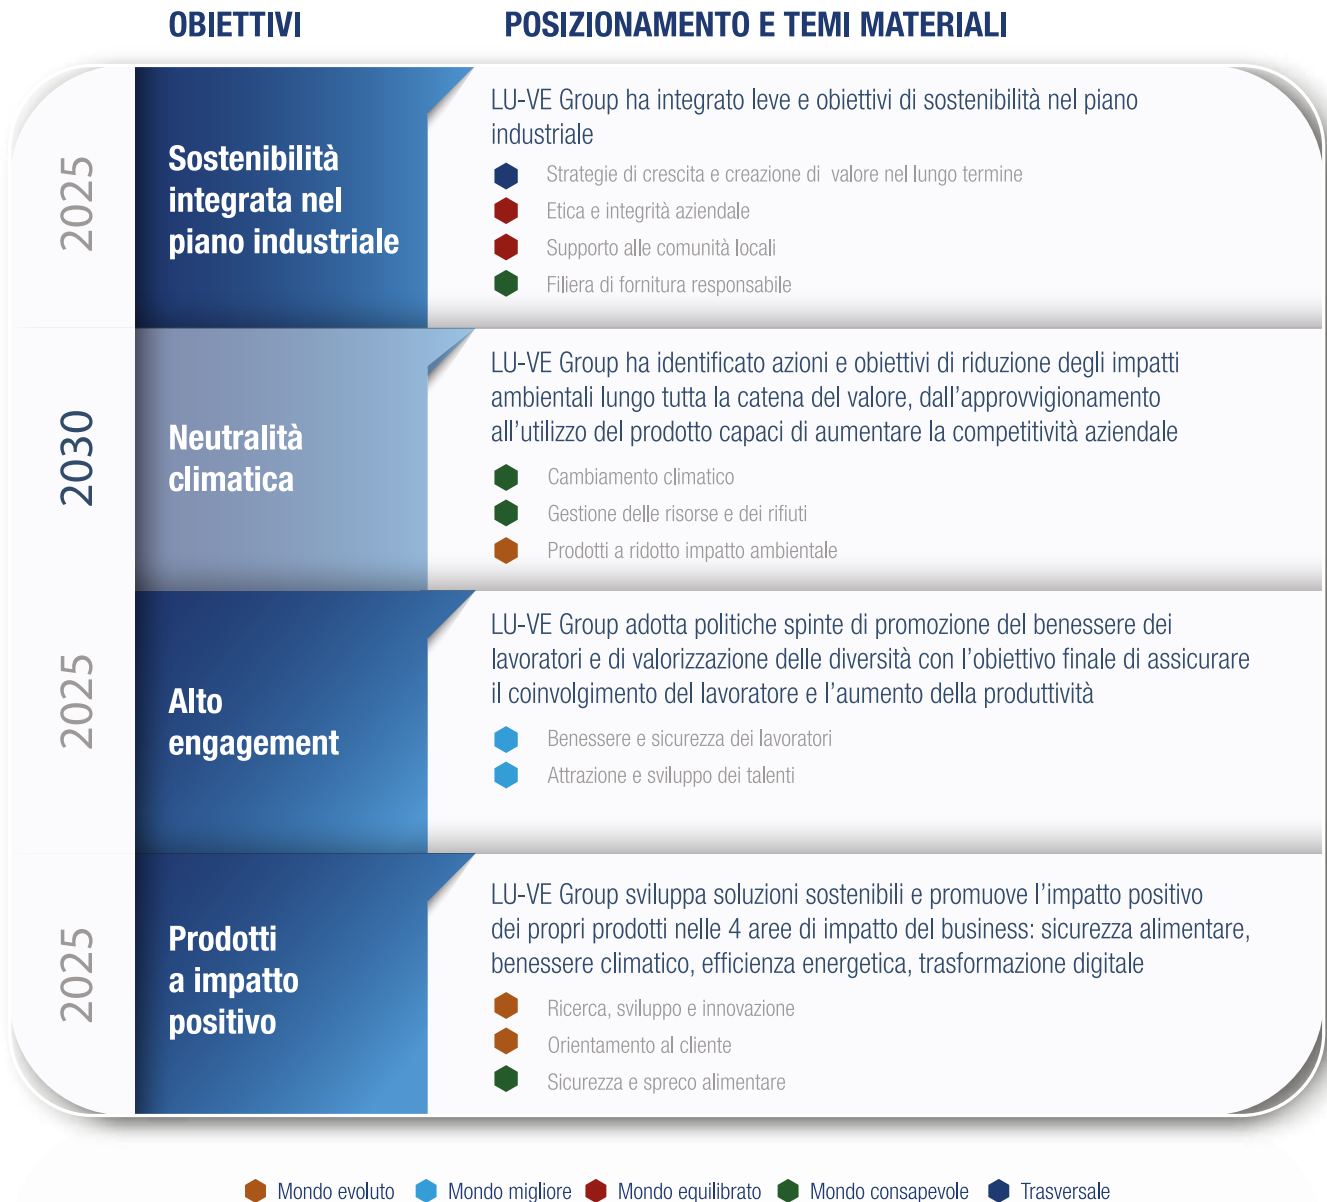 OBIETTIVI
POSIZIONAMENTO E TEMI MATERIALI
2025
Sostenibilità
integrata nel
piano industriale
LU-VE Group ha integrato leve e obiettivi di sostenibilità nel piano
industriale
Strategie di crescita e creazione di valore nel lungo termine
Etica e integrità aziendale
Supporto alle comunità locali
Filiera di fornitura responsabile
2030
Neutralità
climatica
LU-VE Group ha identificato azioni e obiettivi di riduzione degli impatti
ambientali lungo tutta la catena del valore, dall'approvvigionamento
all'utilizzo del prodotto capaci di aumentare la competitività aziendale
Cambiamento climatico
Gestione delle risorse e dei rifiuti
Prodotti a ridotto impatto ambientale
2025
Alto
engagement
LU-VE Group adotta politiche spinte di promozione del benessere dei
lavoratori e di valorizzazione delle diversità con l'obiettivo finale di assicurare
il coinvolgimento del lavoratore e l'aumento della produttività
Benessere e sicurezza dei lavoratori
Attrazione e sviluppo dei talenti
2025
Prodotti
a impatto
positivo
LU-VE Group sviluppa soluzioni sostenibili e promuove l'impatto positivo
dei propri prodotti nelle 4 aree di impatto del business: sicurezza alimentare,
benessere climatico, efficienza energetica, trasformazione digitale
Ricerca, sviluppo e innovazione
Orientamento al cliente
Sicurezza e spreco alimentare
Mondo evoluto Mondo migliore Mondo equilibrato Mondo consapevole Trasversale